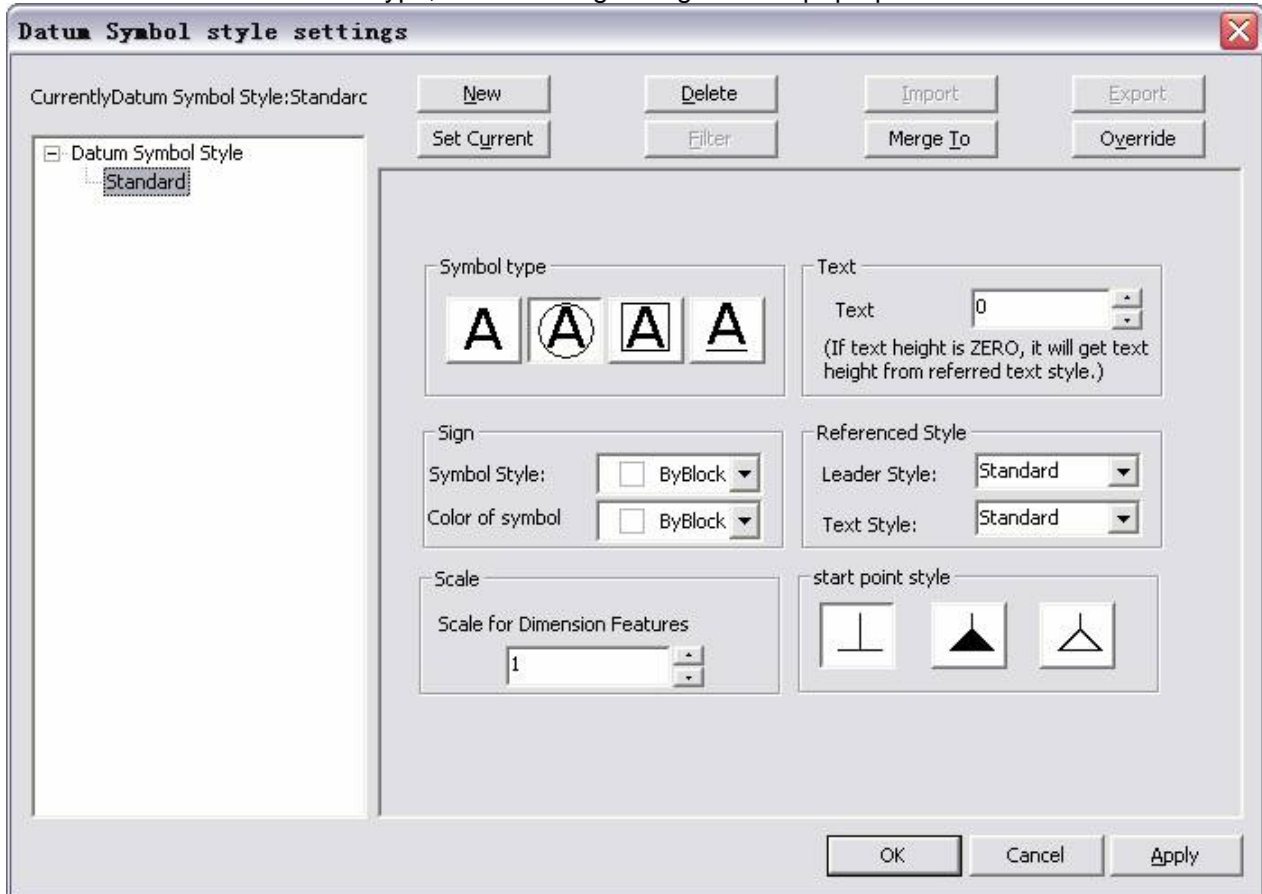 Datum Symbol style settings
CurrentlyDatum Symbol Style:Standarc
New
Delete
Import
Export
Set Current
Filter
Merge To
Override
Datum Symbol Style
Standard
Symbol type
A
A
A
A
Text
Text
0
(If text height is ZERO, it will get text
height from referred text style.)
Sign
Symbol Style:
ByBlock
Color of symbol
ByBlock
Referenced Style
Leader Style:
Standard
Text Style:
Standard
Scale
Scale for Dimension Features
1
start point style
OK
Cancel
Apply